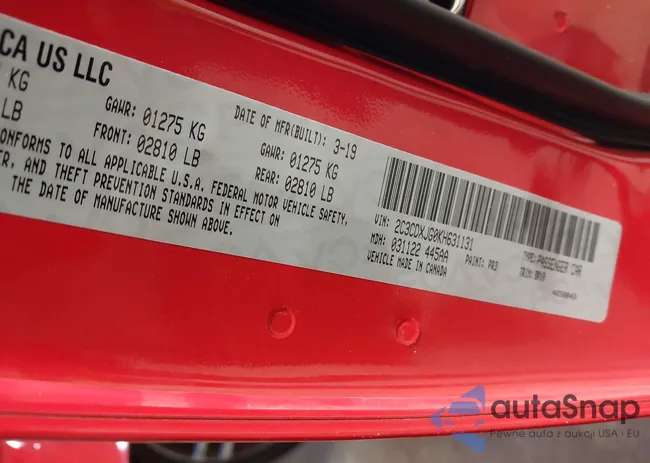 CA US LLC
KG
LB
GAWR: 01275 KG
FRONT: 02810 LB
DATE OF MFR(BUILT): 3-19
GAWR: 01275 KG
REAR: 02810 LB
CONFORMS TO ALL APPLICABLE U.S.A. FEDERAL MOTOR VEHICLE SAFETY,
ER, AND THEFT PREVENTION STANDARDS IN EFFECT ON
THE DATE OF MANUFACTURE SHOWN ABOVE.
VIN: 2C3CDXJG0KH631131
TYPE: PASSENGER CAR
MDH: 031122 445AA
PAINT: PR3
VEHICLE MADE IN CANADA
autaSnap
Pewne auta z aukcji USA · EU